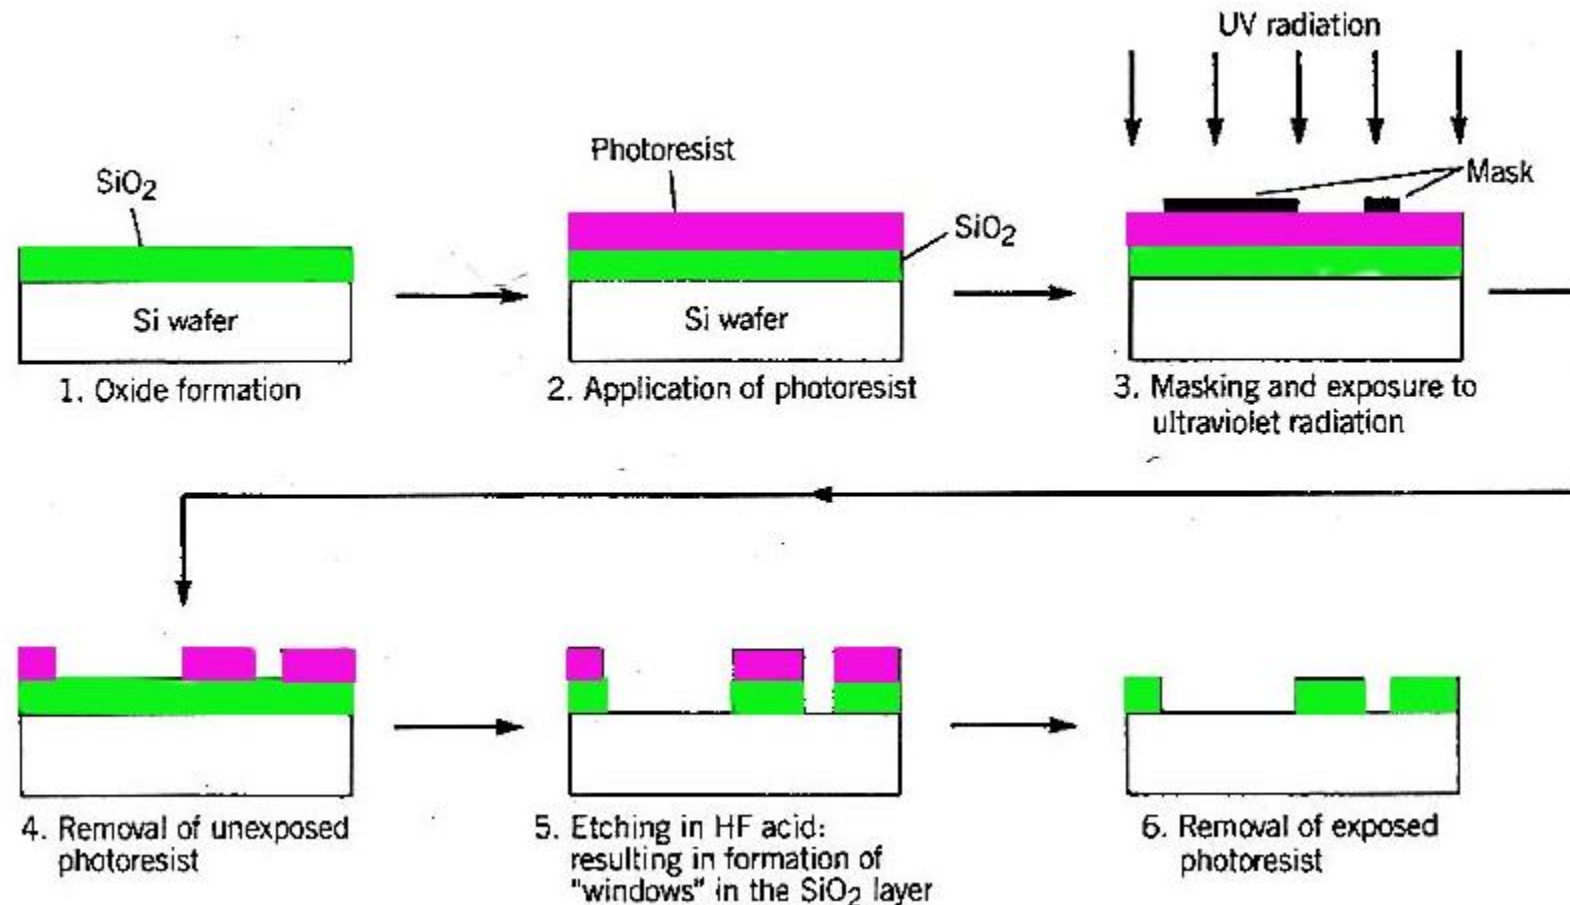 UV radiation
Photoresist
SiO2
SiO2
Mask
Si wafer
Si wafer
1. Oxide formation
2. Application of photoresist
3. Masking and exposure to
ultraviolet radiation
4. Removal of unexposed
photoresist
5. Etching in HF acid:
resulting in formation of
"windows" in the SiO2 layer
6. Removal of exposed
photoresist